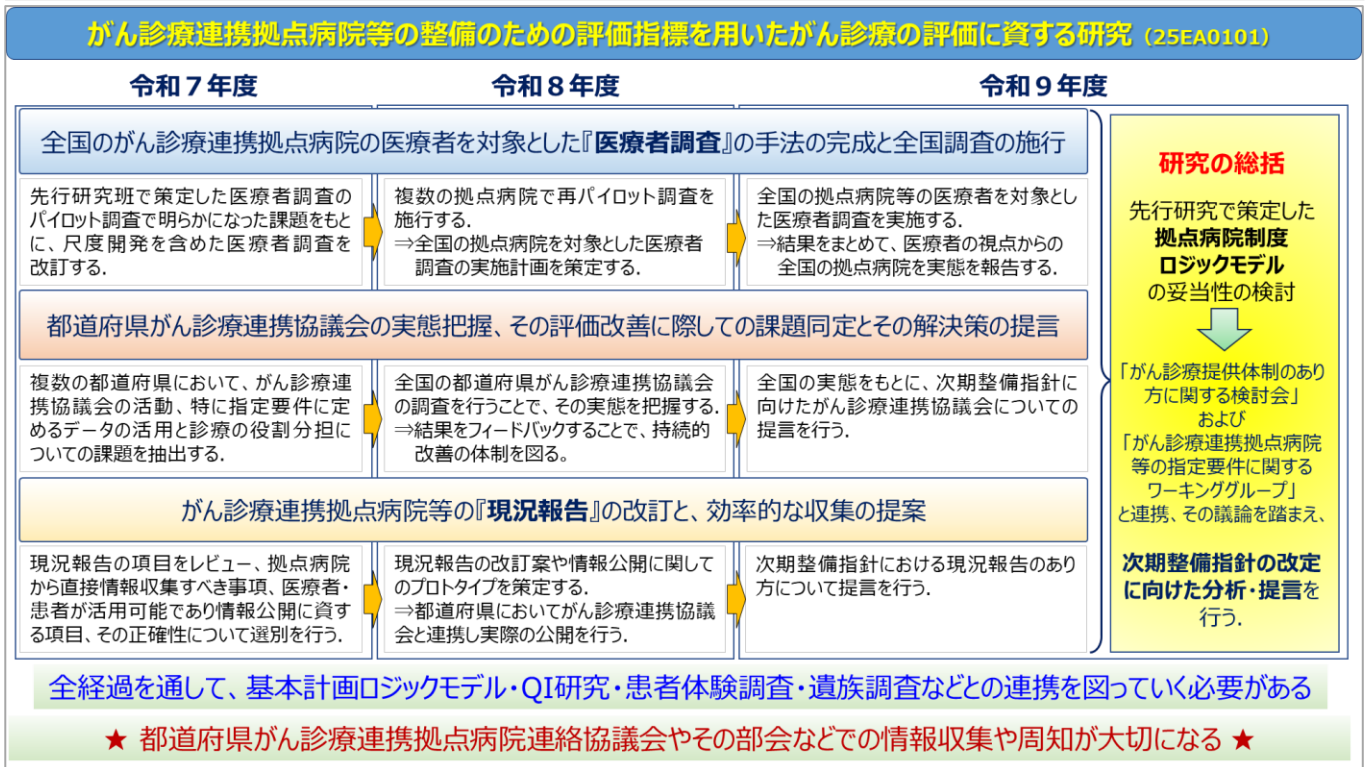 がん診療連携拠点病院等の整備のための評価指標を用いたがん診療の評価に資する研究（25EA0101）
令和７年度
令和８年度
令和９年度
全国のがん診療連携拠点病院の医療者を対象とした『医療者調査』の手法の完成と全国調査の施行
先行研究班で策定した医療者調査の
パイロット調査で明らかになった課題をもと
に、尺度開発を含めた医療者調査を
改訂する．
複数の拠点病院で再パイロット調査を
施行する．
⇒全国の拠点病院を対象とした医療者
調査の実施計画を策定する．
全国の拠点病院等の医療者を対象とし
た医療者調査を実施する．
⇒結果をまとめて、医療者の視点からの
全国の拠点病院を実態を報告する．
都道府県がん診療連携協議会の実態把握、その評価改善に際しての課題同定とその解決策の提言
複数の都道府県において、がん診療連
携協議会の活動、特に指定要件に定
めるデータの活用と診療の役割分担に
ついての課題を抽出する．
全国の都道府県がん診療連携協議会
の調査を行うことで、その実態を把握する．
⇒結果をフィードバックすることで、持続的
改善の体制を図る。
全国の実態をもとに、次期整備指針に
向けたがん診療連携協議会についての
提言を行う．
がん診療連携拠点病院等の『現況報告』の改訂と、効率的な収集の提案
現況報告の項目をレビュー、拠点病院
から直接情報収集すべき事項、医療者・
患者が活用可能であり情報公開に資す
る項目、その正確性について選別を行う．
現況報告の改訂案や情報公開に関して
のプロトタイプを策定する．
⇒都道府県においてがん診療連携協議
会と連携し実際の公開を行う．
次期整備指針における現況報告のあり
方について提言を行う．
研究の総括
先行研究で策定した
拠点病院制度
ロジックモデル
の妥当性の検討
「がん診療提供体制のあり
方に関する検討会」
および
「がん診療連携拠点病院
等の指定要件に関する
ワーキンググループ」
と連携、その議論を踏まえ、
次期整備指針の改定
に向けた分析・提言を
行う．
全経過を通して、基本計画ロジックモデル・QI研究・患者体験調査・遺族調査などとの連携を図っていく必要がある
★ 都道府県がん診療連携拠点病院連絡協議会やその部会などでの情報収集や周知が大切になる ★